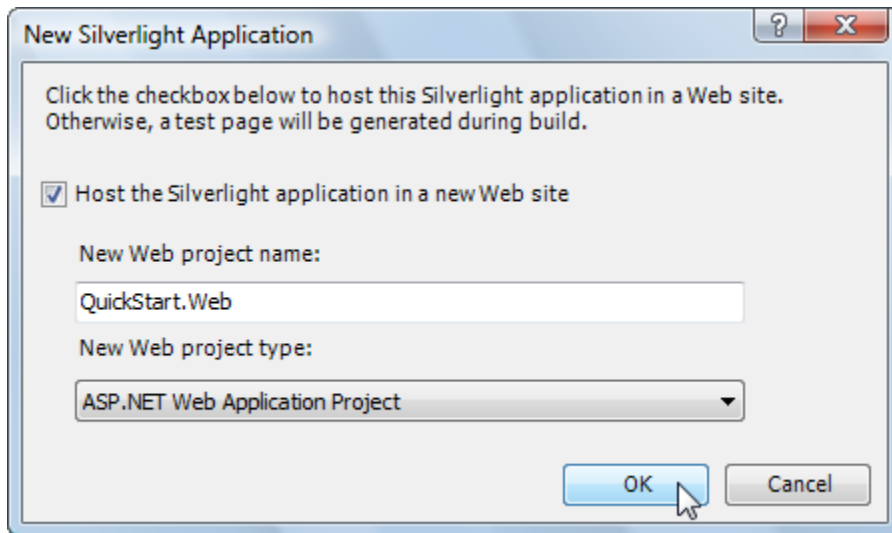 New Silverlight Application
Click the checkbox below to host this Silverlight application in a Web site.
Otherwise, a test page will be generated during build.
Host the Silverlight application in a new Web site
New Web project name:
QuickStart.Web
New Web project type:
ASP.NET Web Application Project
OK
Cancel